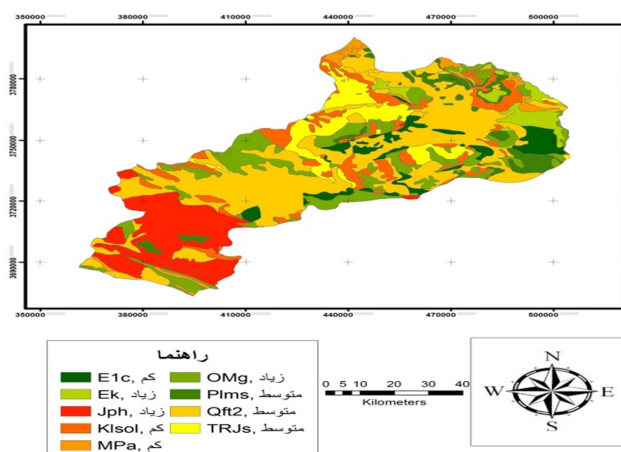 350000 380000 410000 440000 470000 500000
3780000
3750000
3720000
3690000
350000 380000 410000 440000 470000 500000
راهنما
E1c, کم
Ek, زیاد
Jph, زیاد
Klsol, کم
MPa, کم
OMg, زیاد
Plms, متوسط
Qft2, متوسط
TRJs, متوسط
0 5 10 20 30 40
Kilometers
N
W E
S